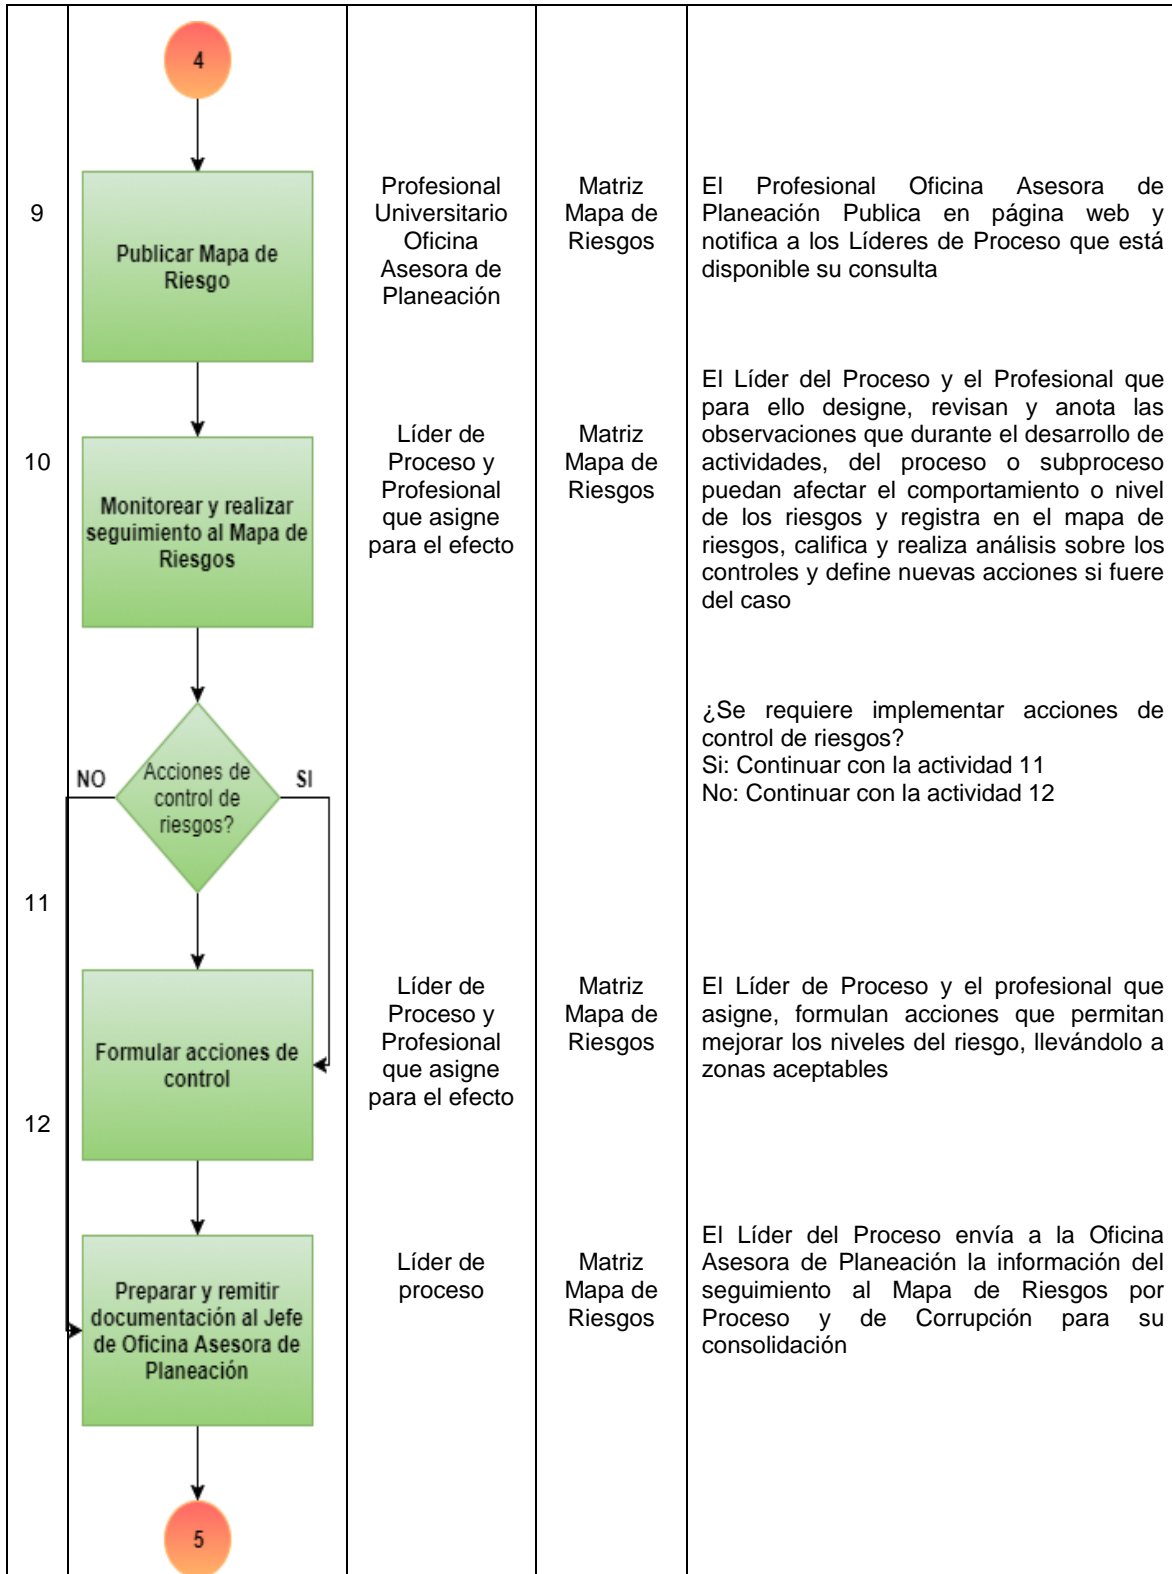 4
9
Publicar Mapa de
Riesgo
Profesional
Universitario
Oficina
Asesora de
Planeación
Matriz
Mapa de
Riesgos
El Profesional Oficina Asesora de
Planeación Publica en página web y
notifica a los Líderes de Proceso que está
disponible su consulta
10
Monitorear y realizar
seguimiento al Mapa de
Riesgos
Líder de
Proceso y
Profesional
que asigne
para el efecto
Matriz
Mapa de
Riesgos
El Líder del Proceso y el Profesional que
para ello designe, revisan y anota las
observaciones que durante el desarrollo de
actividades, del proceso o subproceso
puedan afectar el comportamiento o nivel
de los riesgos y registra en el mapa de
riesgos, califica y realiza análisis sobre los
controles y define nuevas acciones si fuere
del caso
NO
Acciones de
control de
riesgos?
SI
¿Se requiere implementar acciones de
control de riesgos?
Si: Continuar con la actividad 11
No: Continuar con la actividad 12
11
Formular acciones de
control
Líder de
Proceso y
Profesional
que asigne
para el efecto
Matriz
Mapa de
Riesgos
El Líder de Proceso y el profesional que
asigne, formulan acciones que permitan
mejorar los niveles del riesgo, llevándolo a
zonas aceptables
12
Preparar y remitir
documentación al Jefe
de Oficina Asesora de
Planeación
Líder de
proceso
Matriz
Mapa de
Riesgos
El Líder del Proceso envía a la Oficina
Asesora de Planeación la información del
seguimiento al Mapa de Riesgos por
Proceso y de Corrupción para su
consolidación
5